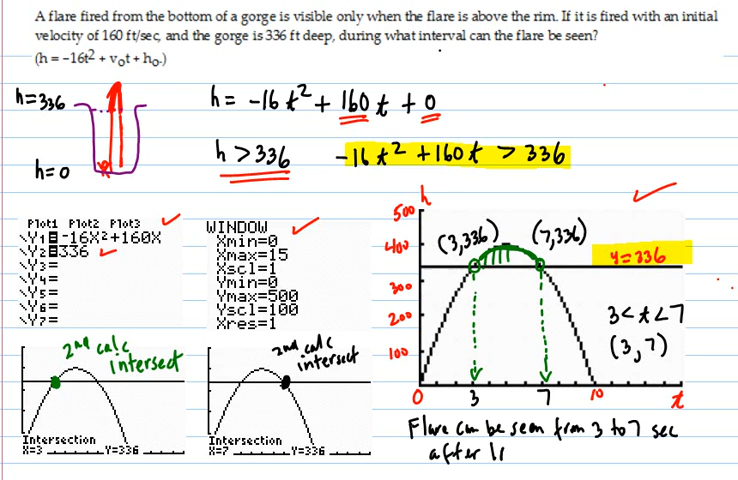 A flare fired from the bottom of a gorge is visible only when the flare is above the rim. If it is fired with an initial
velocity of 160 ft/sec, and the gorge is 336 ft deep, during what interval can the flare be seen?
(h = -16t² + v₀t + h₀.)
h=336
h=0
h = -16t² + 160t + 0
h > 336
-16t² + 160t > 336
Plot1 Plot2 Plot3
\Y1=-16X²+160X
\Y2=336
\Y3=
\Y4=
\Y5=
\Y6=
\Y7=
WINDOW
Xmin=0
Xmax=15
Xscl=1
Ymin=0
Ymax=500
Yscl=100
Xres=1
h
500
400
300
200
100
(3,336)
(7,336)
y=336
3<t<7
(3,7)
0
3
7
10
t
2nd calc
intersect
Intersection
X=3
Y=336
2nd calc
intersect
Intersection
X=7
Y=336
Flare can be seen from 3 to 7 sec
after